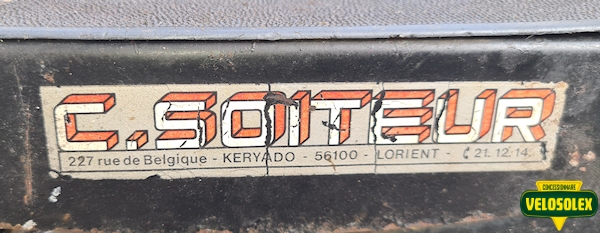 C. SOITEUR
227 rue de Belgique - KERYADO - 56100 - LORIENT - ✆ 21.12.14.
CONCESSIONNAIRE
VELOSOLEX